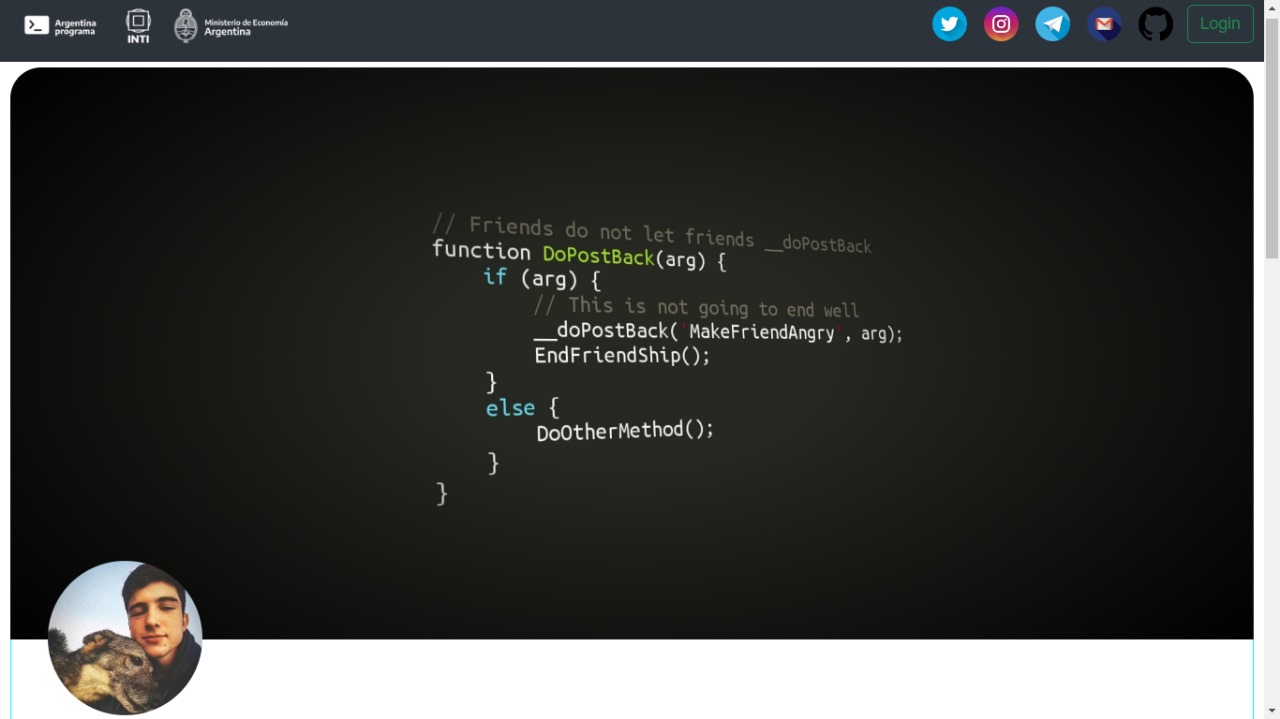 Argentina
programa
INTI
Ministerio de Economía
Argentina
Login
// Friends do not let friends __doPostBack
function DoPostBack(arg) {
if (arg) {
// This is not going to end well
__doPostBack('MakeFriendAngry', arg);
EndFriendShip();
}
else {
DoOtherMethod();
}
}